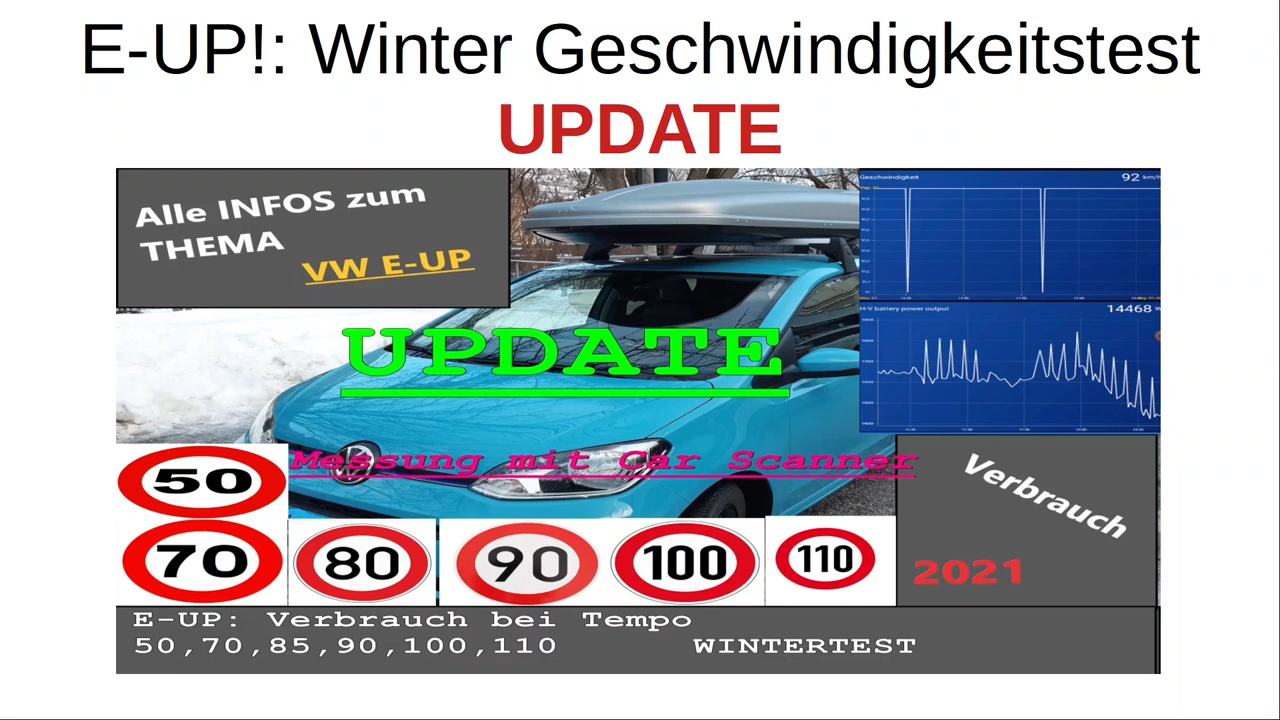 E-UP!: Winter Geschwindigkeitstest
UPDATE
Alle INFOS zum
THEMA
VW E-UP
Geschwindigkeit
92 km/h
H-V battery power output
14468 W
UPDATE
Messung mit Car Scanner
50
70
80
90
100
110
Verbrauch
2021
E-UP: Verbrauch bei Tempo
50,70,85,90,100,110 WINTERTEST